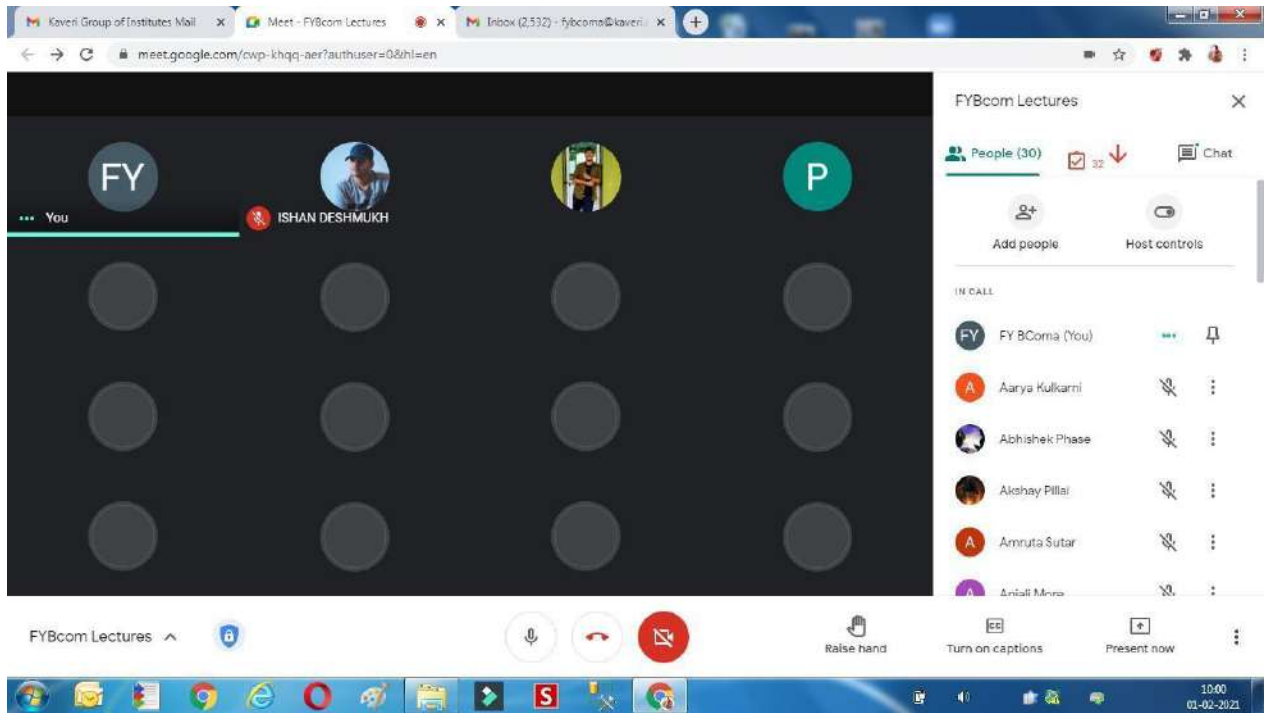 Kaveri Group of Institutes Mail
Meet - FYBcom Lectures
Inbox (2,532) - fybcoma@kaveri.
meet.google.com/cwp-khqq-aer?authuser=0&hl=en
FYBcom Lectures
People (30)
32
Chat
FY
P
You
ISHAN DESHMUKH
Add people
Host controls
IN CALL
FY
FY BComa (You)
A
Aarya Kulkarni
Abhishek Phase
Akshay Pillai
A
Amruta Sutar
A
Anjali More
FYBcom Lectures
Raise hand
CC
Turn on captions
Present now
S
10:00
01-02-2021